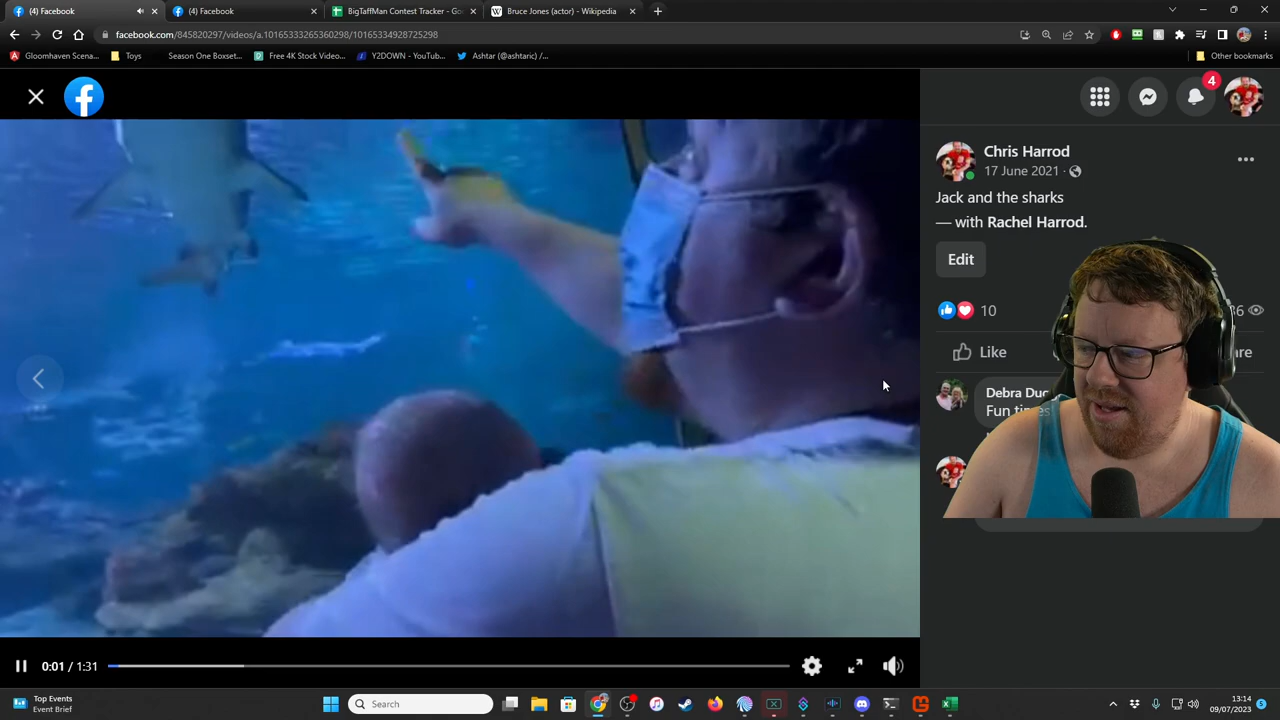 (4) Facebook
(4) Facebook
BigTaffMan Contest Tracker - Go
Bruce Jones (actor) - Wikipedia
facebook.com/845820297/videos/a.10165333265360298/10165334928725298
Gloomhaven Scena...
Toys
Season One Boxset...
Free 4K Stock Video...
Y2DOWN - YouTub...
Ashtar (@ashtaric) /...
Other bookmarks
4
Chris Harrod
17 June 2021 ·
Jack and the sharks
— with Rachel Harrod.
Edit
10
Like
Debra
Fun times
0:01 / 1:31
Top Events
Event Brief
Search
13:14
09/07/2023